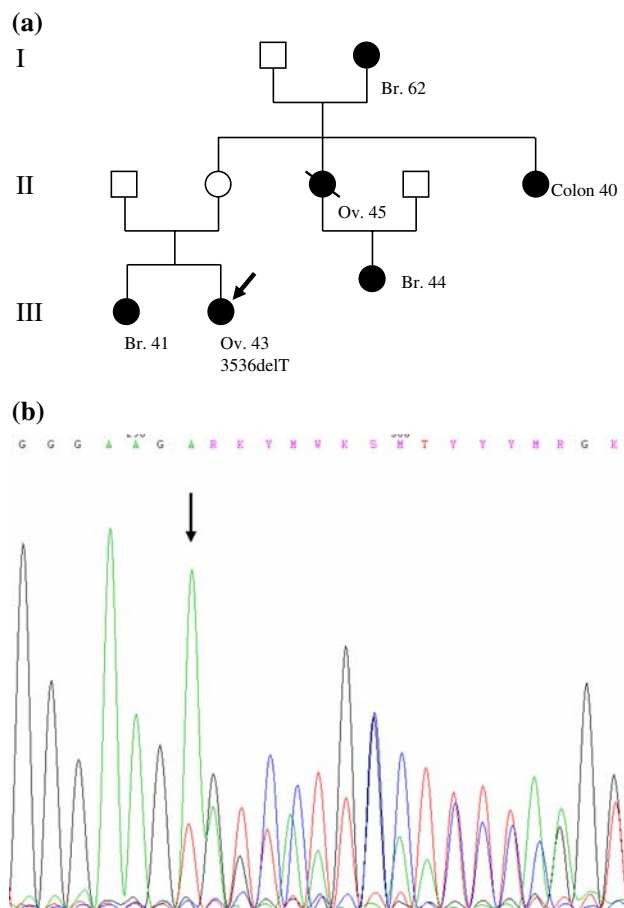 (a)
I
Br. 62
II
Ov. 45
Colon 40
Br. 44
III
Br. 41
Ov. 43
3536delT
(b)
G G G A A G A R K Y M W K S M T Y Y Y M R G K